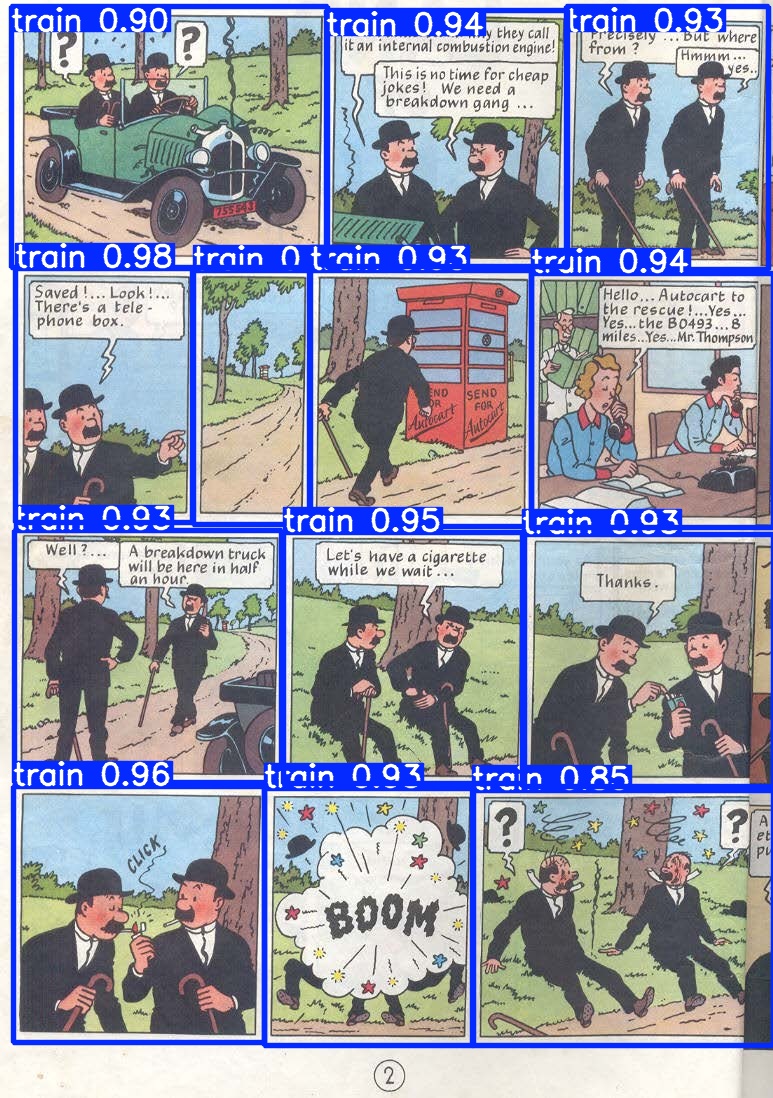 train 0.90
?
?
755843
train 0.94
they call
it an internal combustion engine!
This is no time for cheap
jokes! We need a
breakdown gang ...
train 0.93
Precisely ... But where
from ?
Hmmm ...
yes..
train 0.98
Saved !... Look !...
There's a tele -
phone box.
train 0.
train 0.93
SEND
FOR
Autocart
SEND
FOR
Autocart
train 0.94
Hello... Autocart to
the rescue !...Yes...
Yes...the B0493...8
miles..Yes...Mr.Thompson
train 0.93
Well ?...
A breakdown truck
will be here in half
an hour.
train 0.95
Let's have a cigarette
while we wait ...
train 0.93
Thanks.
train 0.96
CLICK
train 0.93
BOOM
train 0.85
?
?
A
et
pu
2